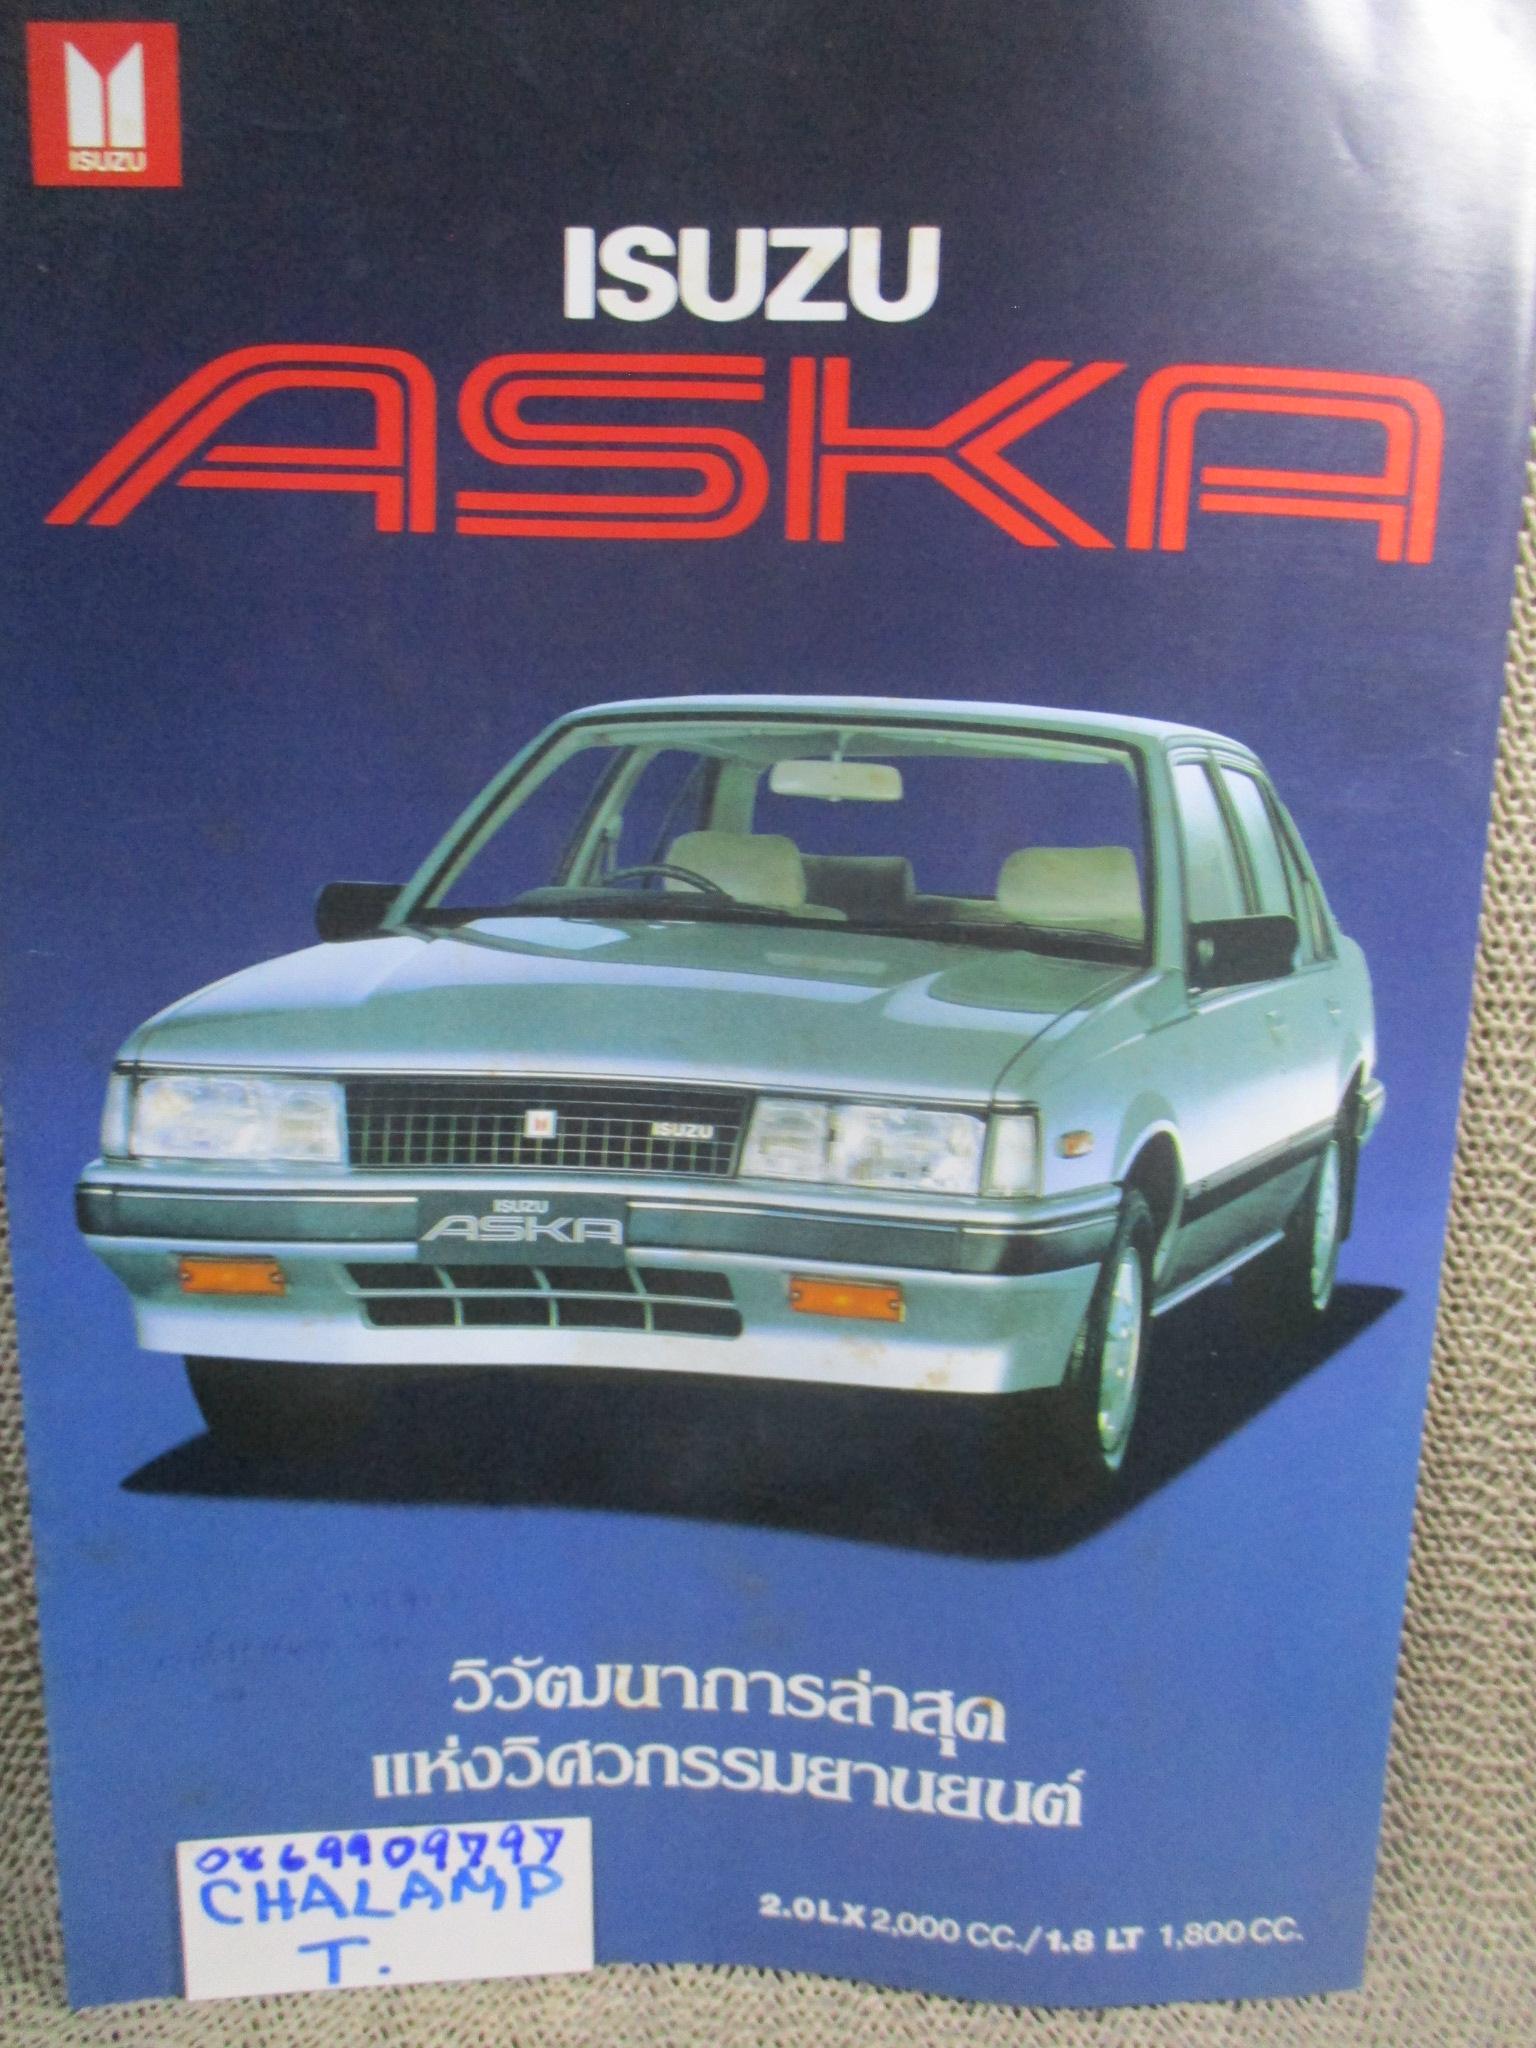 ISUZU
ISUZU
ASKA
ISUZU
ISUZU
ASKA
วิวัฒนาการล่าสุด
แห่งวิศวกรรมยานยนต์
0869909797
CHALAMP
T.
2.0LX 2,000 CC./1.8 LT 1,800 CC.